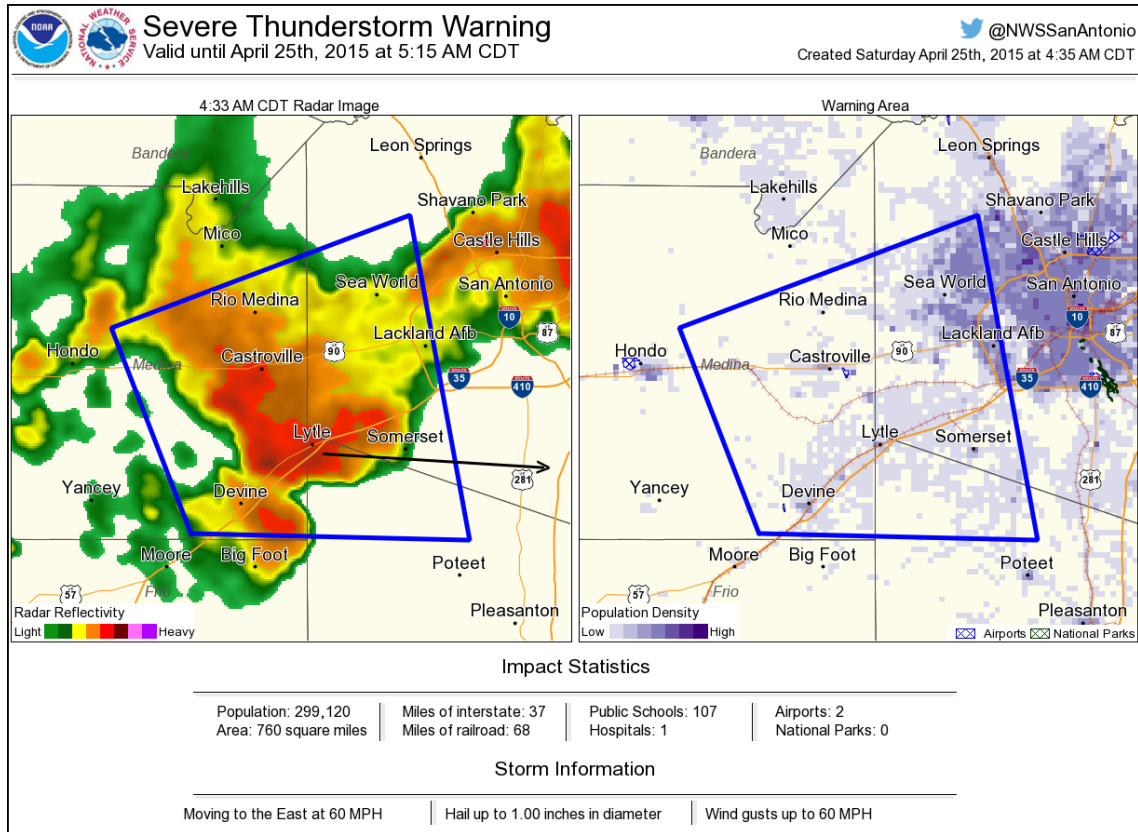 NOAA
NATIONAL WEATHER SERVICE
Severe Thunderstorm Warning
Valid until April 25th, 2015 at 5:15 AM CDT
@NWSSanAntonio
Created Saturday April 25th, 2015 at 4:35 AM CDT
4:33 AM CDT Radar Image
Bandera
Leon Springs
Lakehills
Shavano Park
Mico
Castle Hills
Sea World
San Antonio
Rio Medina
10
87
Lackland Afb
90
Hondo
Medina
Castroville
35
410
Lytle
Somerset
281
Yancey
Devine
Moore
Big Foot
Poteet
57
Frio
Pleasanton
Radar Reflectivity
Light
Heavy
Warning Area
Bandera
Leon Springs
Lakehills
Shavano Park
Mico
Castle Hills
Sea World
San Antonio
Rio Medina
10
87
Lackland Afb
90
Hondo
Medina
Castroville
35
410
Lytle
Somerset
281
Yancey
Devine
Moore
Big Foot
Poteet
57
Frio
Pleasanton
Population Density
Low
High
Airports
National Parks
Impact Statistics
Population: 299,120
Miles of interstate: 37
Public Schools: 107
Airports: 2
Area: 760 square miles
Miles of railroad: 68
Hospitals: 1
National Parks: 0
Storm Information
Moving to the East at 60 MPH
Hail up to 1.00 inches in diameter
Wind gusts up to 60 MPH